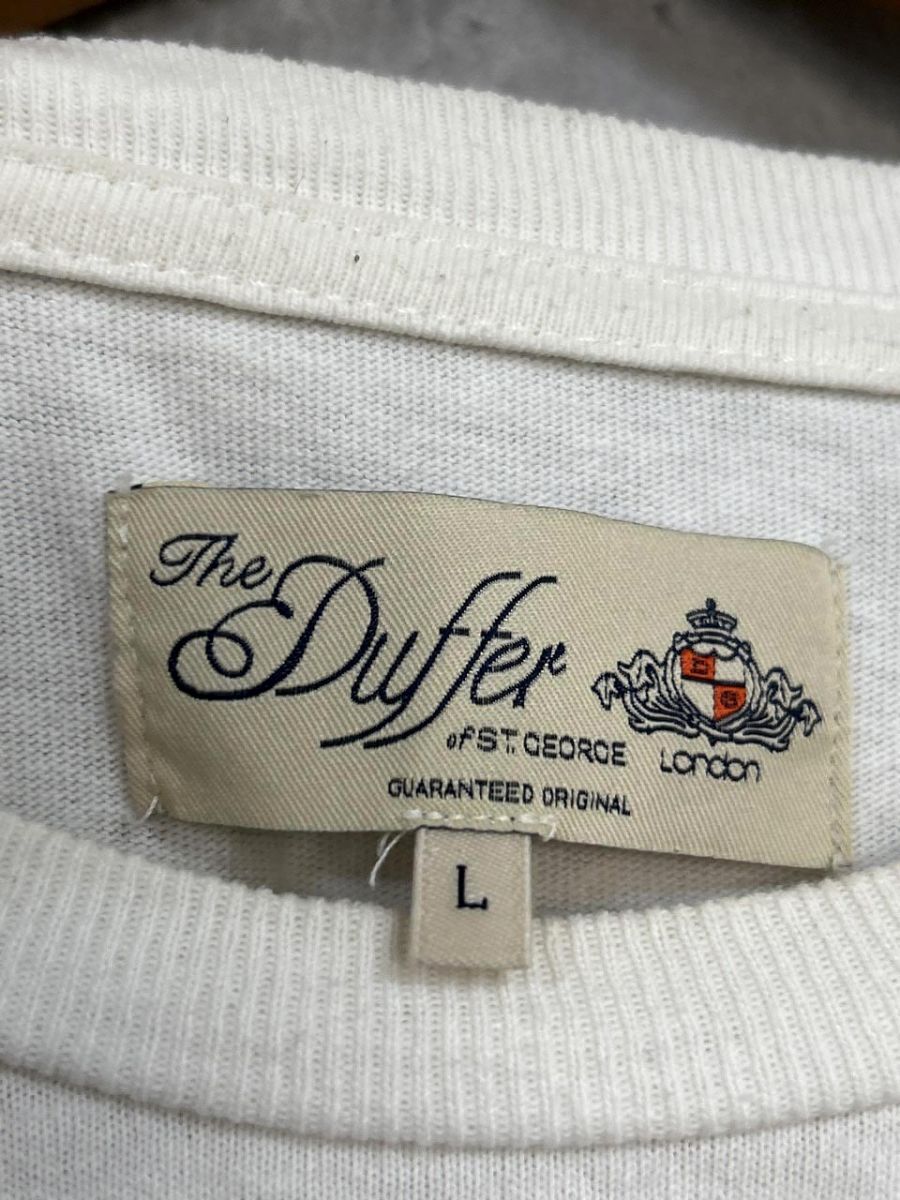 The Duffer
of ST. GEORGE
London
GUARANTEED ORIGINAL
L